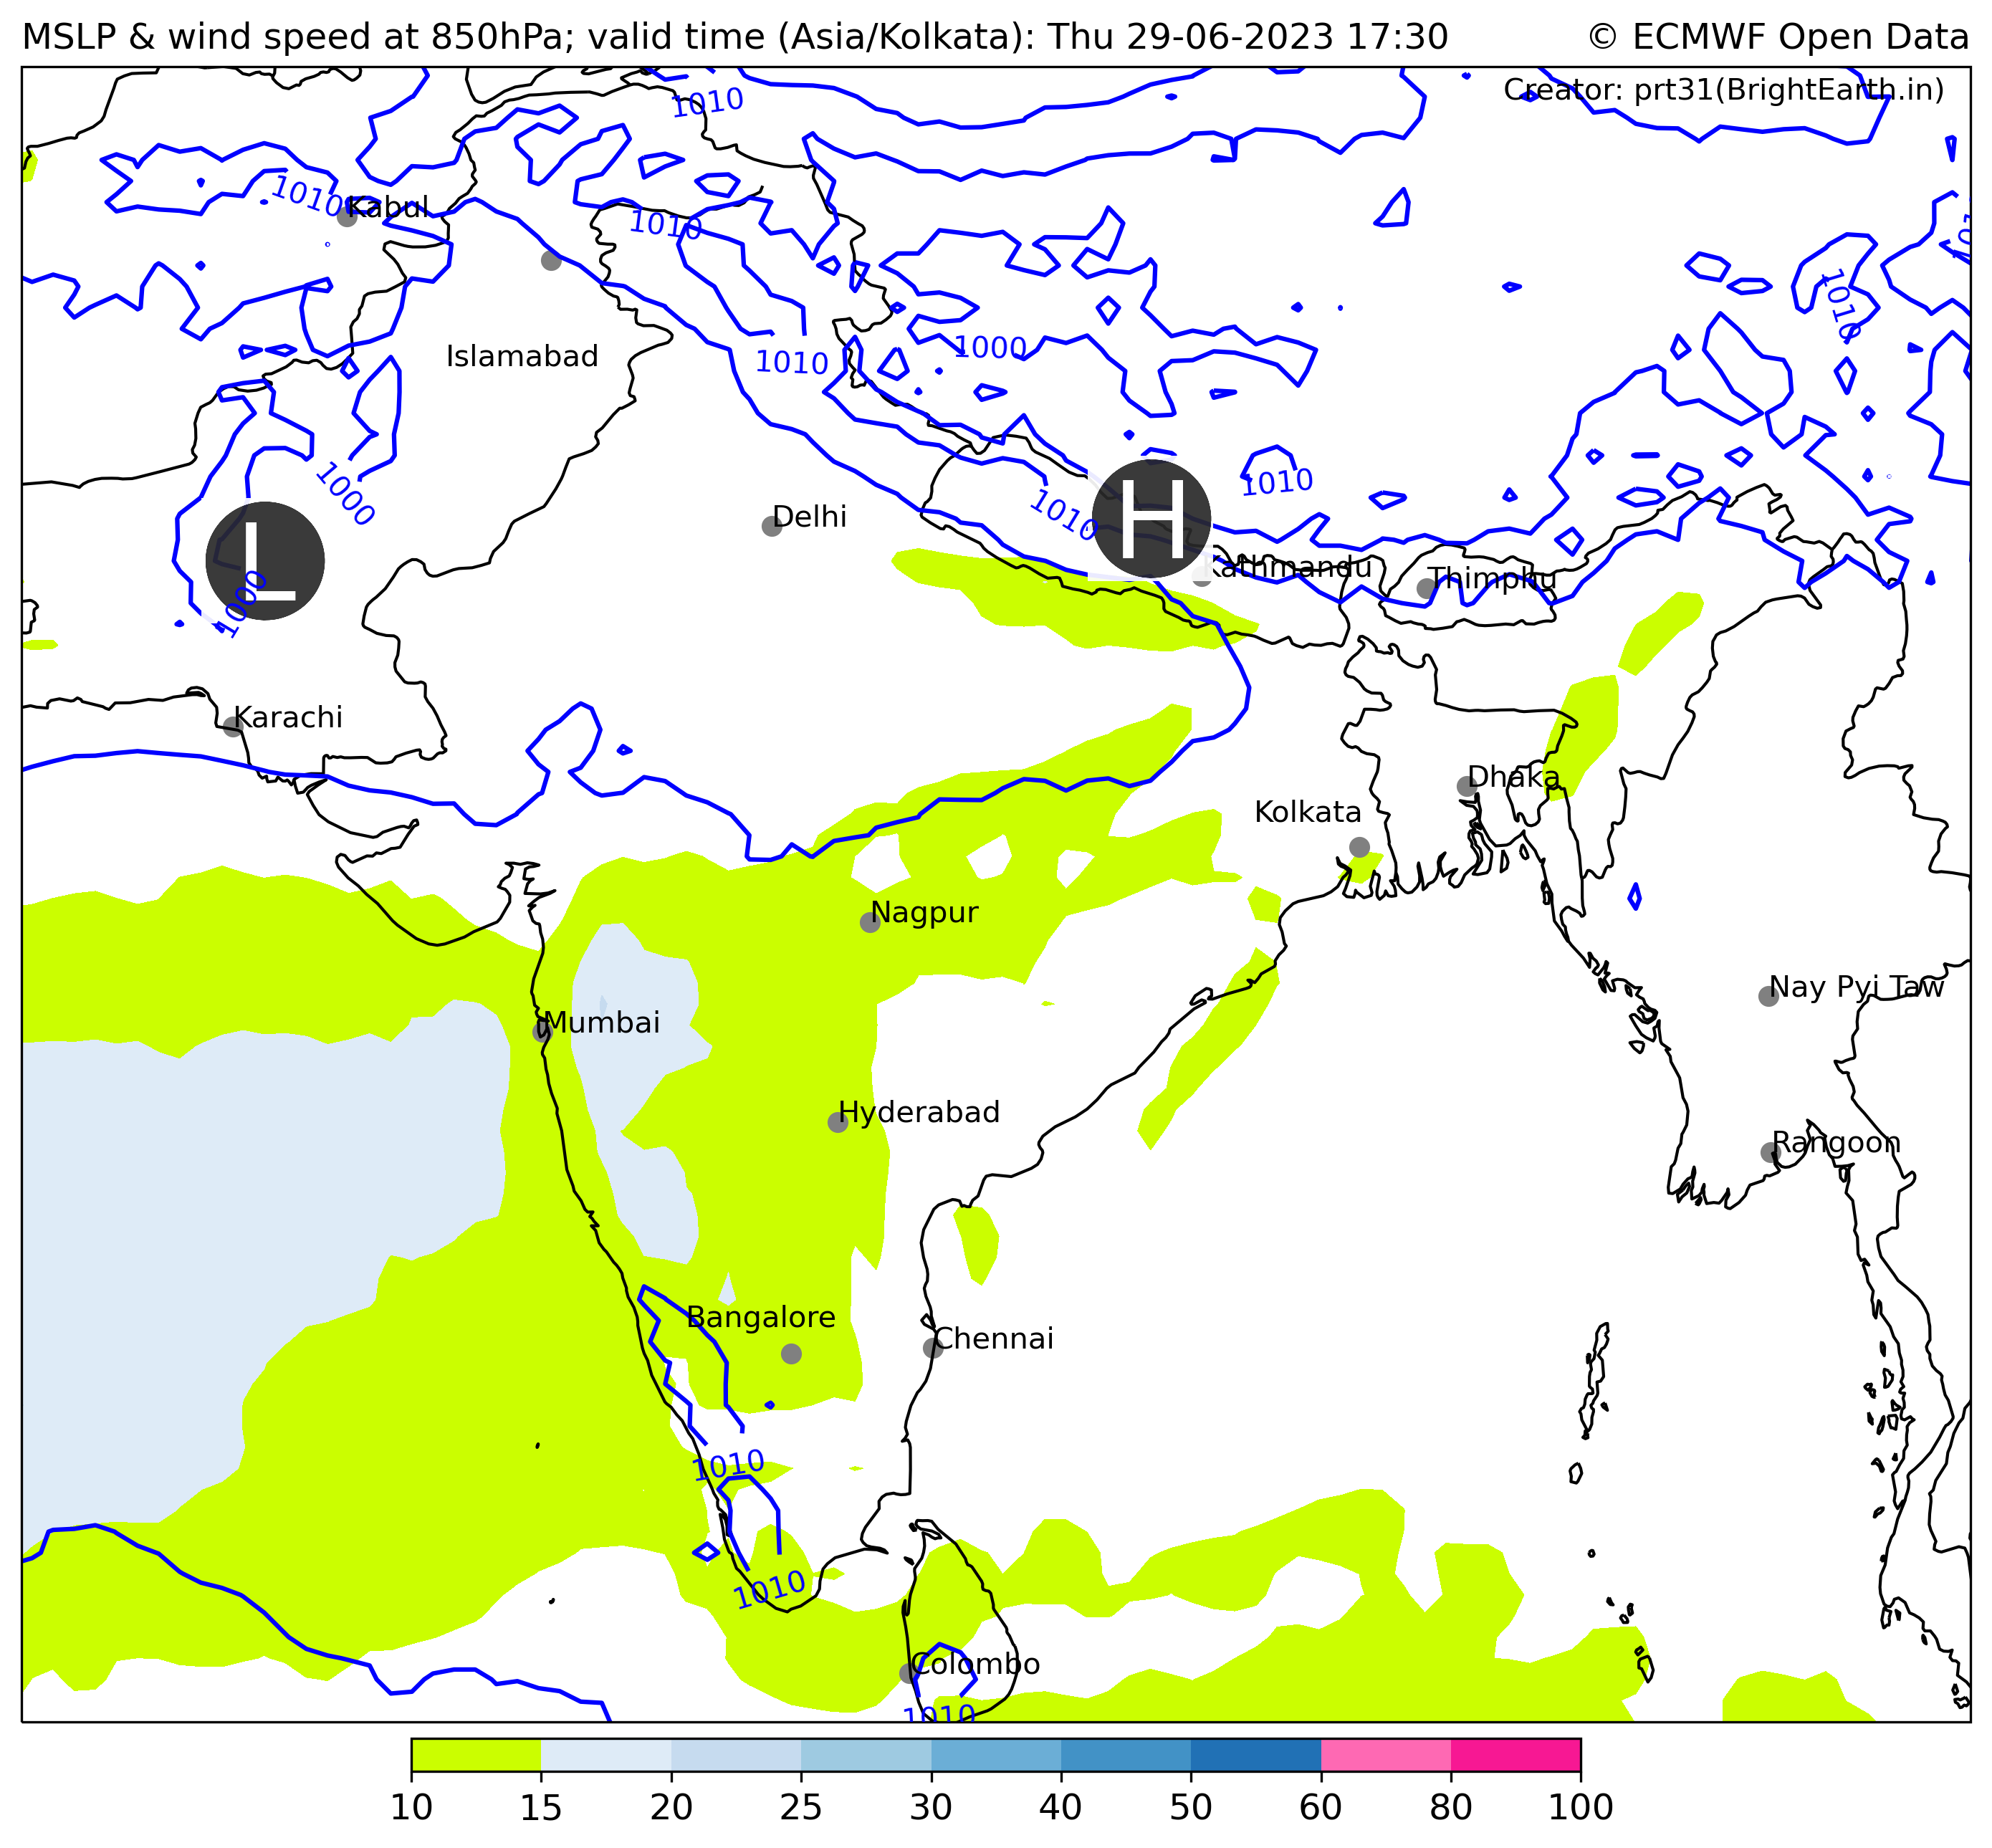 MSLP & wind speed at 850hPa; valid time (Asia/Kolkata): Thu 29-06-2023 17:30
© ECMWF Open Data
Creator: prt31(BrightEarth.in)
1010
1010
Kabul
1010
1010
1010
1000
Islamabad
1010
1000
1010
1010
Delhi
H
L
1000
Kathmandu
Thimphu
Karachi
Dhaka
Kolkata
Nagpur
Nay Pyi Taw
Mumbai
Hyderabad
Rangoon
Bangalore
Chennai
1010
1010
Colombo
1010
10 15 20 25 30 40 50 60 80 100